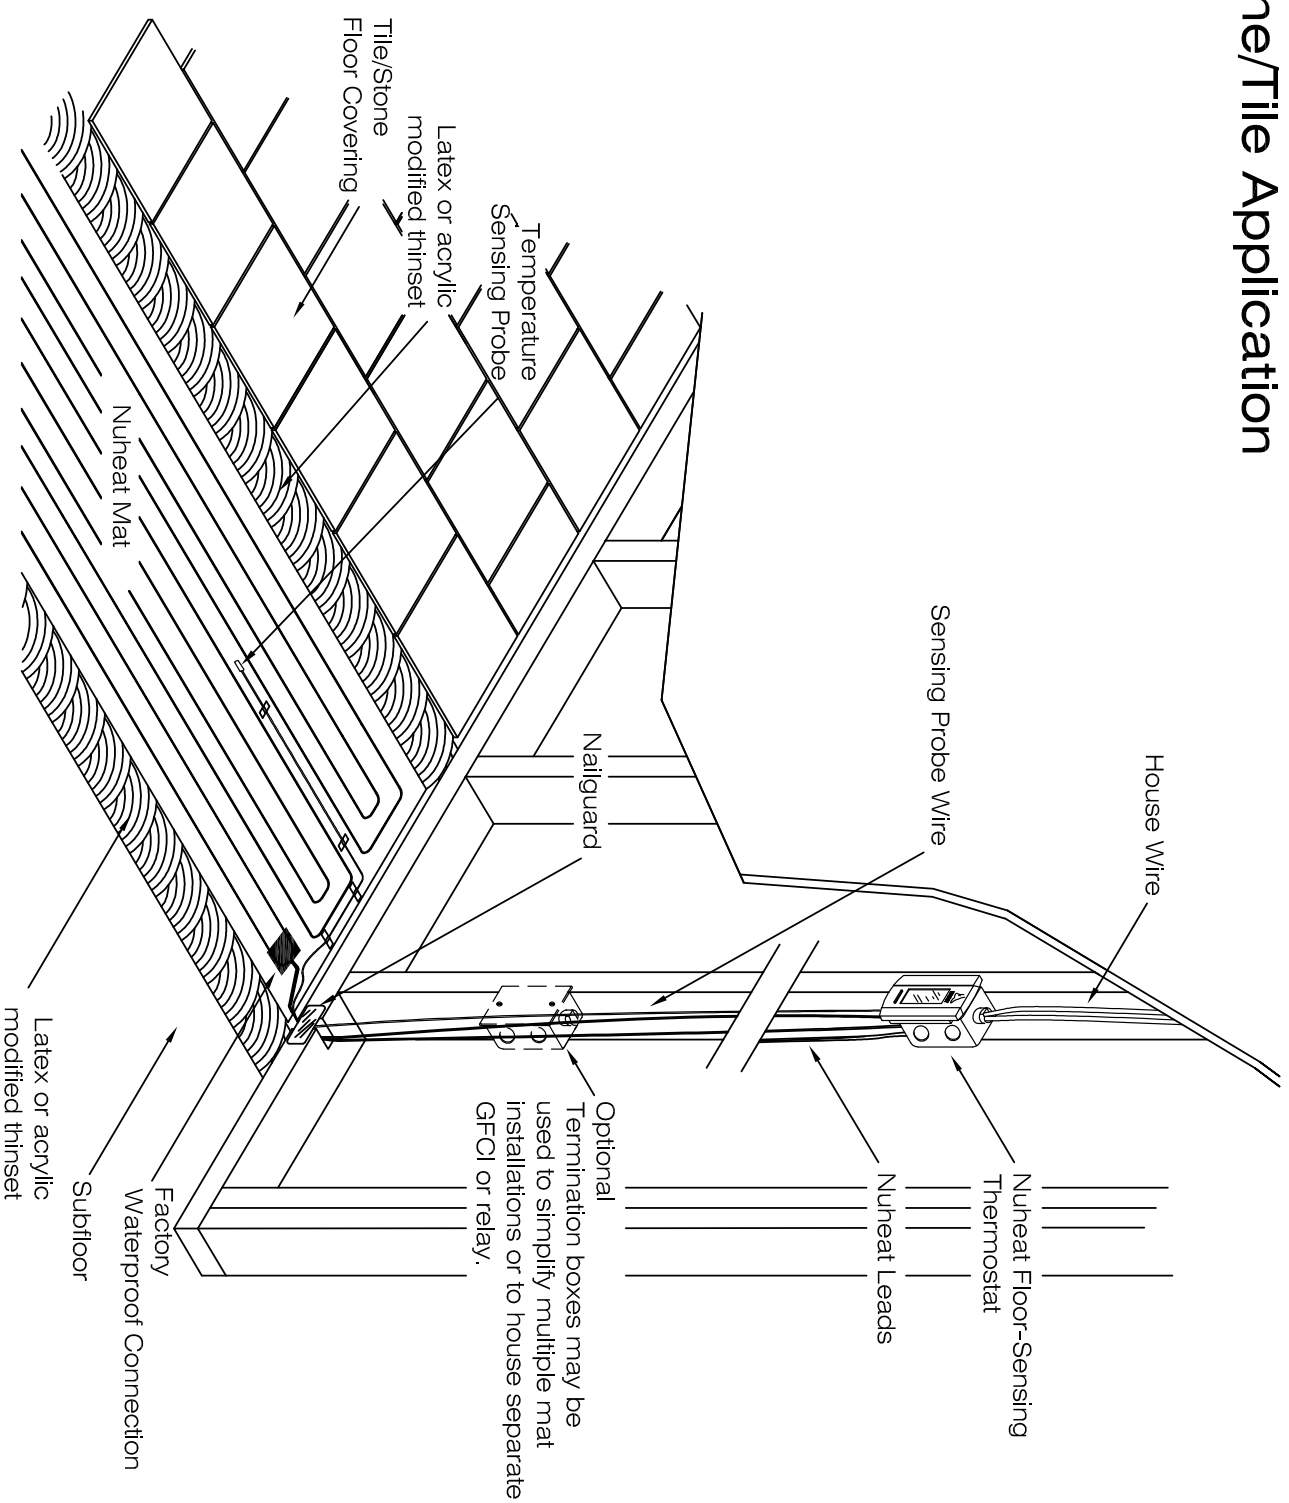 ne/Tile Application
House Wire
Sensing Probe Wire
Nailguard
Temperature
Sensing Probe
Latex or acrylic
modified thinset
Tile/Stone
Floor Covering
Nuheat Mat
Nuheat Floor-Sensing
Thermostat
Nuheat Leads
Optional
Termination boxes may be
used to simplify multiple mat
installations or to house separate
GFCI or relay.
Factory
Waterproof Connection
Subfloor
Latex or acrylic
modified thinset